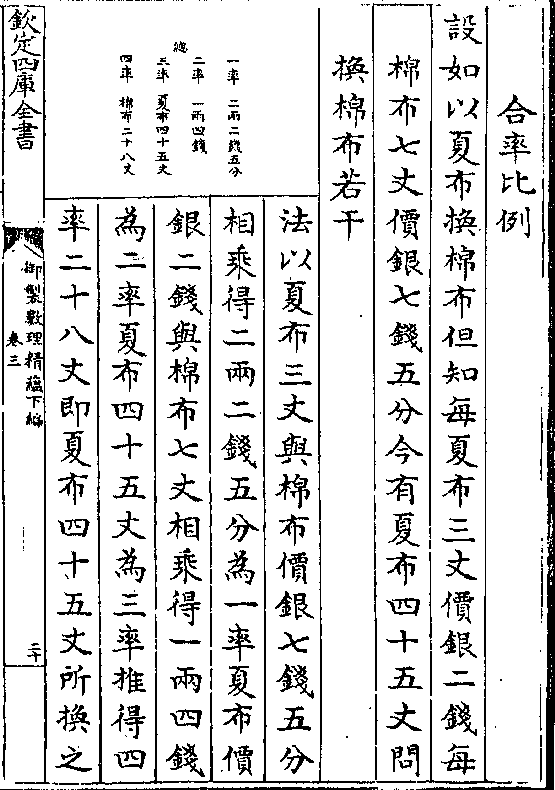 合率比例
設如以夏布換棉布但知每夏布三丈價銀二錢每
棉布七丈價銀七錢五分今有夏布四十五丈問
換棉布若干
法以夏布三丈與棉布價銀七錢五分
相乘得二兩二錢五分為一率夏布價
銀二錢與棉布七丈相乘得一兩四錢
為二率夏布四十五丈為三率推得四
率二十八丈即夏布四十五丈所換之
一率 二兩二錢五分
二率 一兩四錢
總
三率 夏布四十五丈
四率 棉布二十八丈
欽定四庫全書
御製數理精蘊下編
卷三
二十